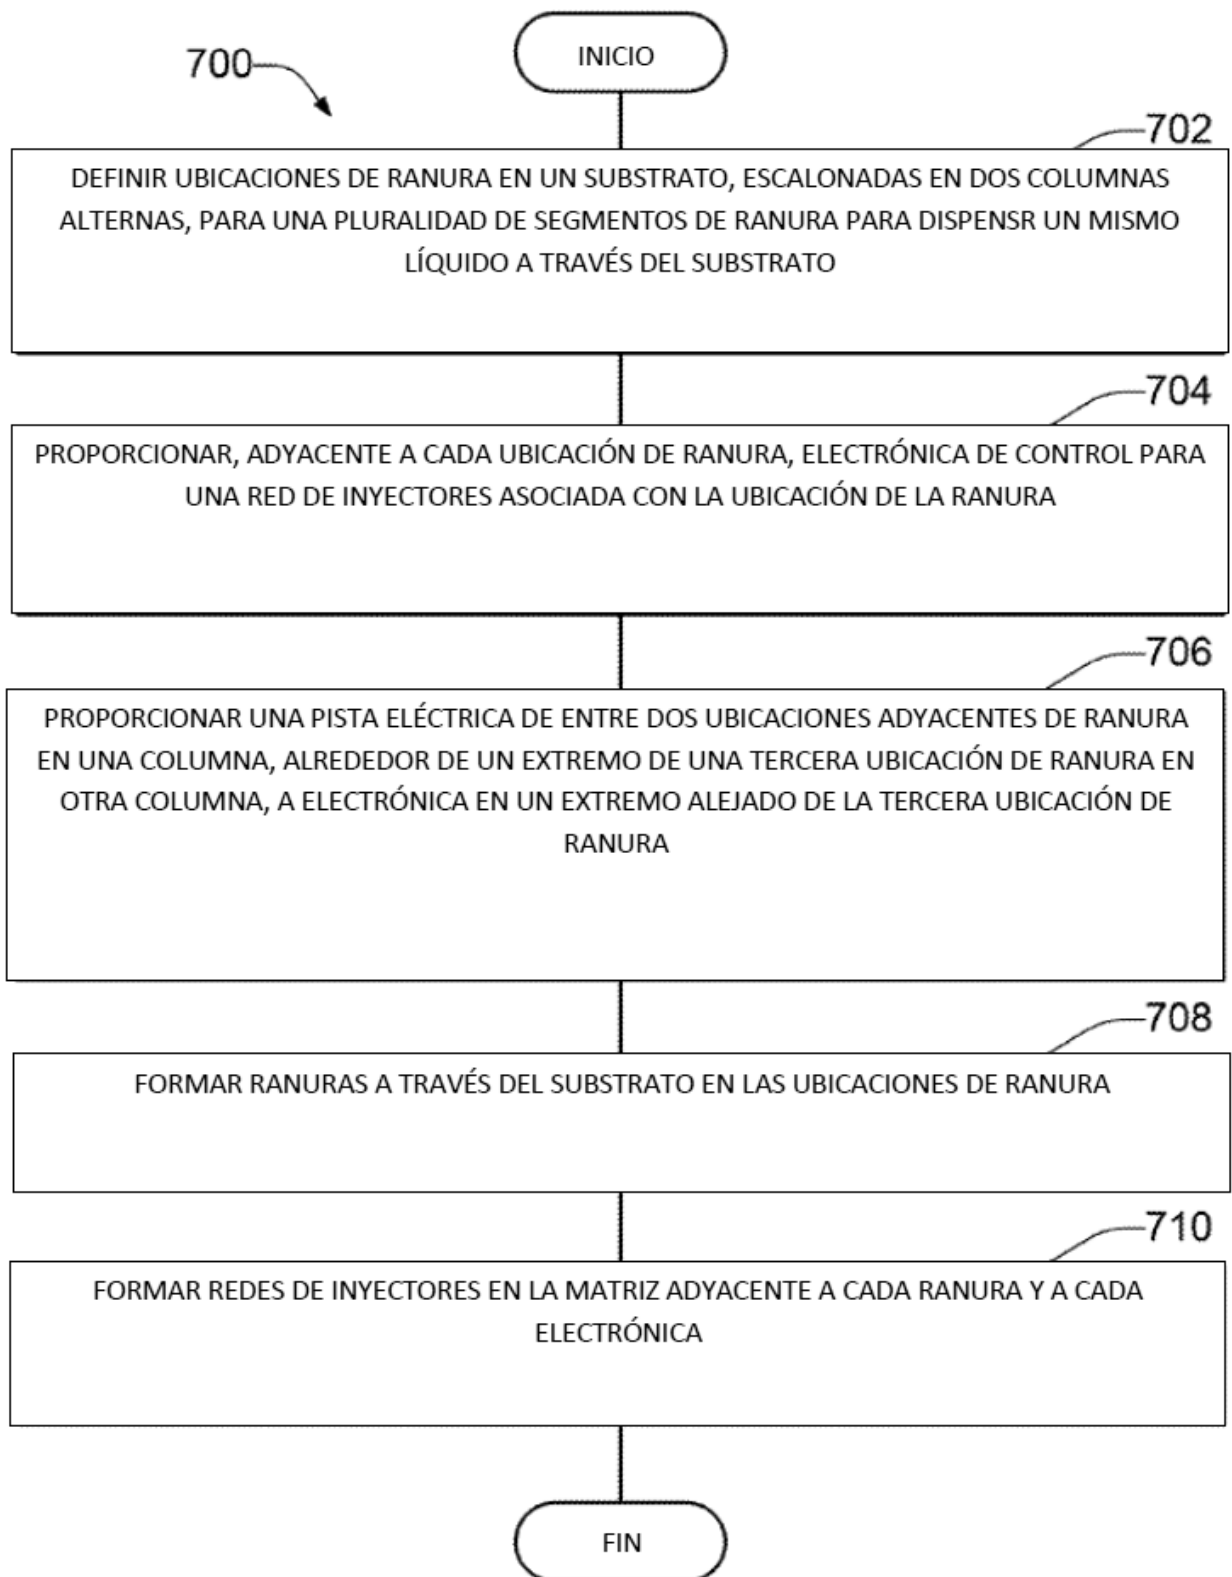 INICIO
700
702
DEFINIR UBICACIONES DE RANURA EN UN SUBSTRATO, ESCALONADAS EN DOS COLUMNAS
ALTERNAS, PARA UNA PLURALIDAD DE SEGMENTOS DE RANURA PARA DISPENSR UN MISMO
LÍQUIDO A TRAVÉS DEL SUBSTRATO
704
PROPORCIONAR, ADYACENTE A CADA UBICACIÓN DE RANURA, ELECTRÓNICA DE CONTROL PARA
UNA RED DE INYECTORES ASOCIADA CON LA UBICACIÓN DE LA RANURA
706
PROPORCIONAR UNA PISTA ELÉCTRICA DE ENTRE DOS UBICACIONES ADYACENTES DE RANURA
EN UNA COLUMNA, ALREDEDOR DE UN EXTREMO DE UNA TERCERA UBICACIÓN DE RANURA EN
OTRA COLUMNA, A ELECTRÓNICA EN UN EXTREMO ALEJADO DE LA TERCERA UBICACIÓN DE
RANURA
708
FORMAR RANURAS A TRAVÉS DEL SUBSTRATO EN LAS UBICACIONES DE RANURA
710
FORMAR REDES DE INYECTORES EN LA MATRIZ ADYACENTE A CADA RANURA Y A CADA
ELECTRÓNICA
FIN